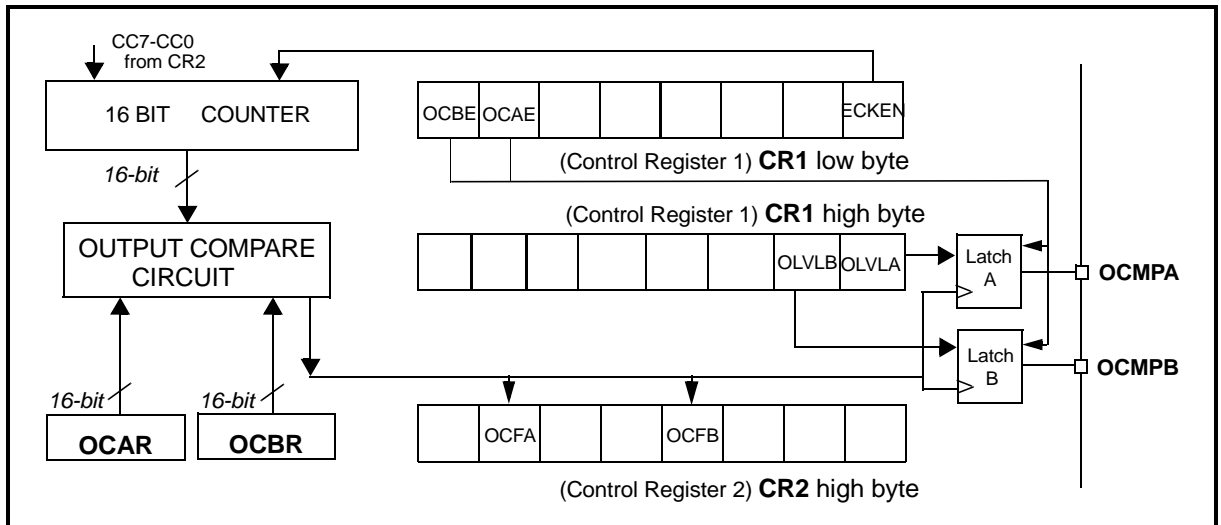 CC7-CC0
from CR2
16 BIT COUNTER
16-bit
OUTPUT COMPARE
CIRCUIT
16-bit
16-bit
OCAR
OCBR
OCBE OCAE ECKEN
(Control Register 1) CR1 low byte
(Control Register 1) CR1 high byte
OLVLB OLVLA
Latch
A
OCMPA
Latch
B
OCMPB
OCFA OCFB
(Control Register 2) CR2 high byte